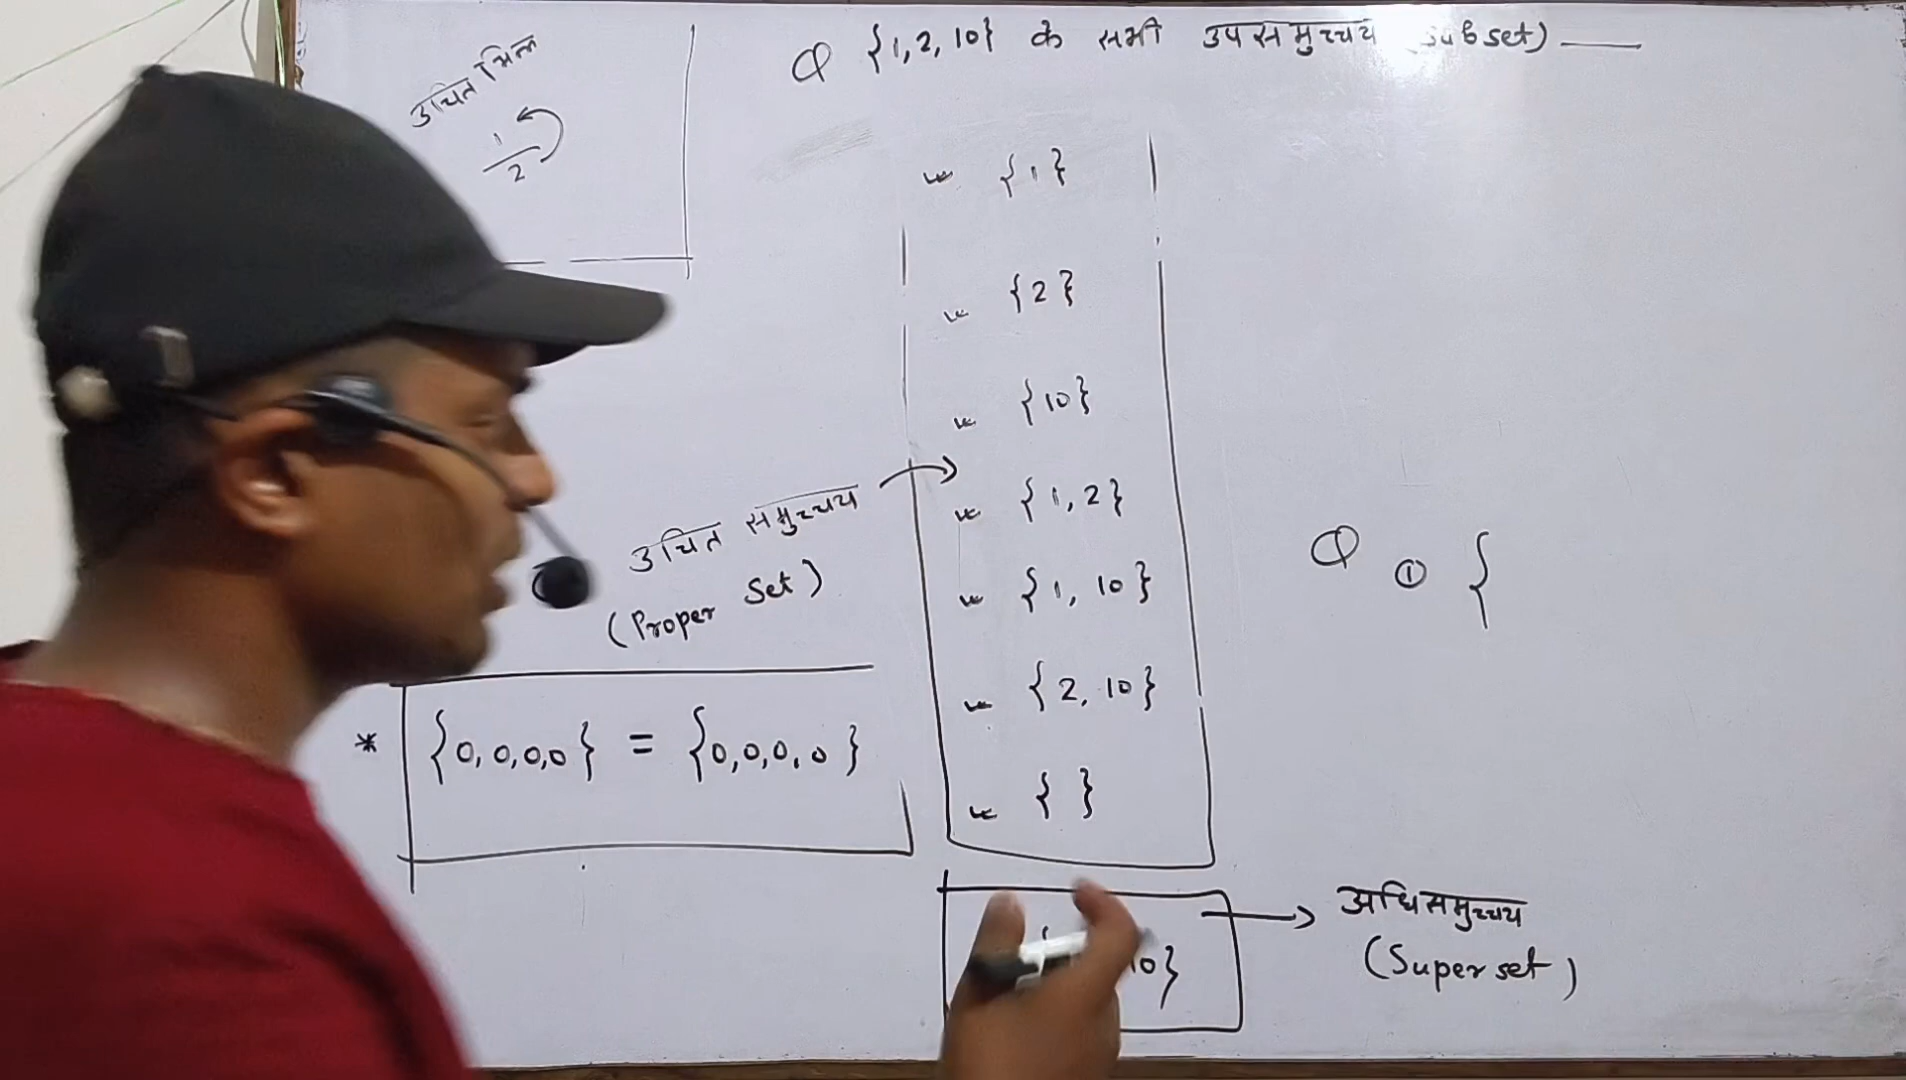 Q {1,2,10} के सभी उपसमुच्चय (Subset) ___
उचित भिन्न
1/2
{1}
{2}
{10}
{1,2}
{1, 10}
{2, 10}
{ }
उचित समुच्चय
(Proper Set)
* {0,0,0,0} = {0,0,0,0}
10}
अधिसमुच्चय
(Super set)
Q ① {